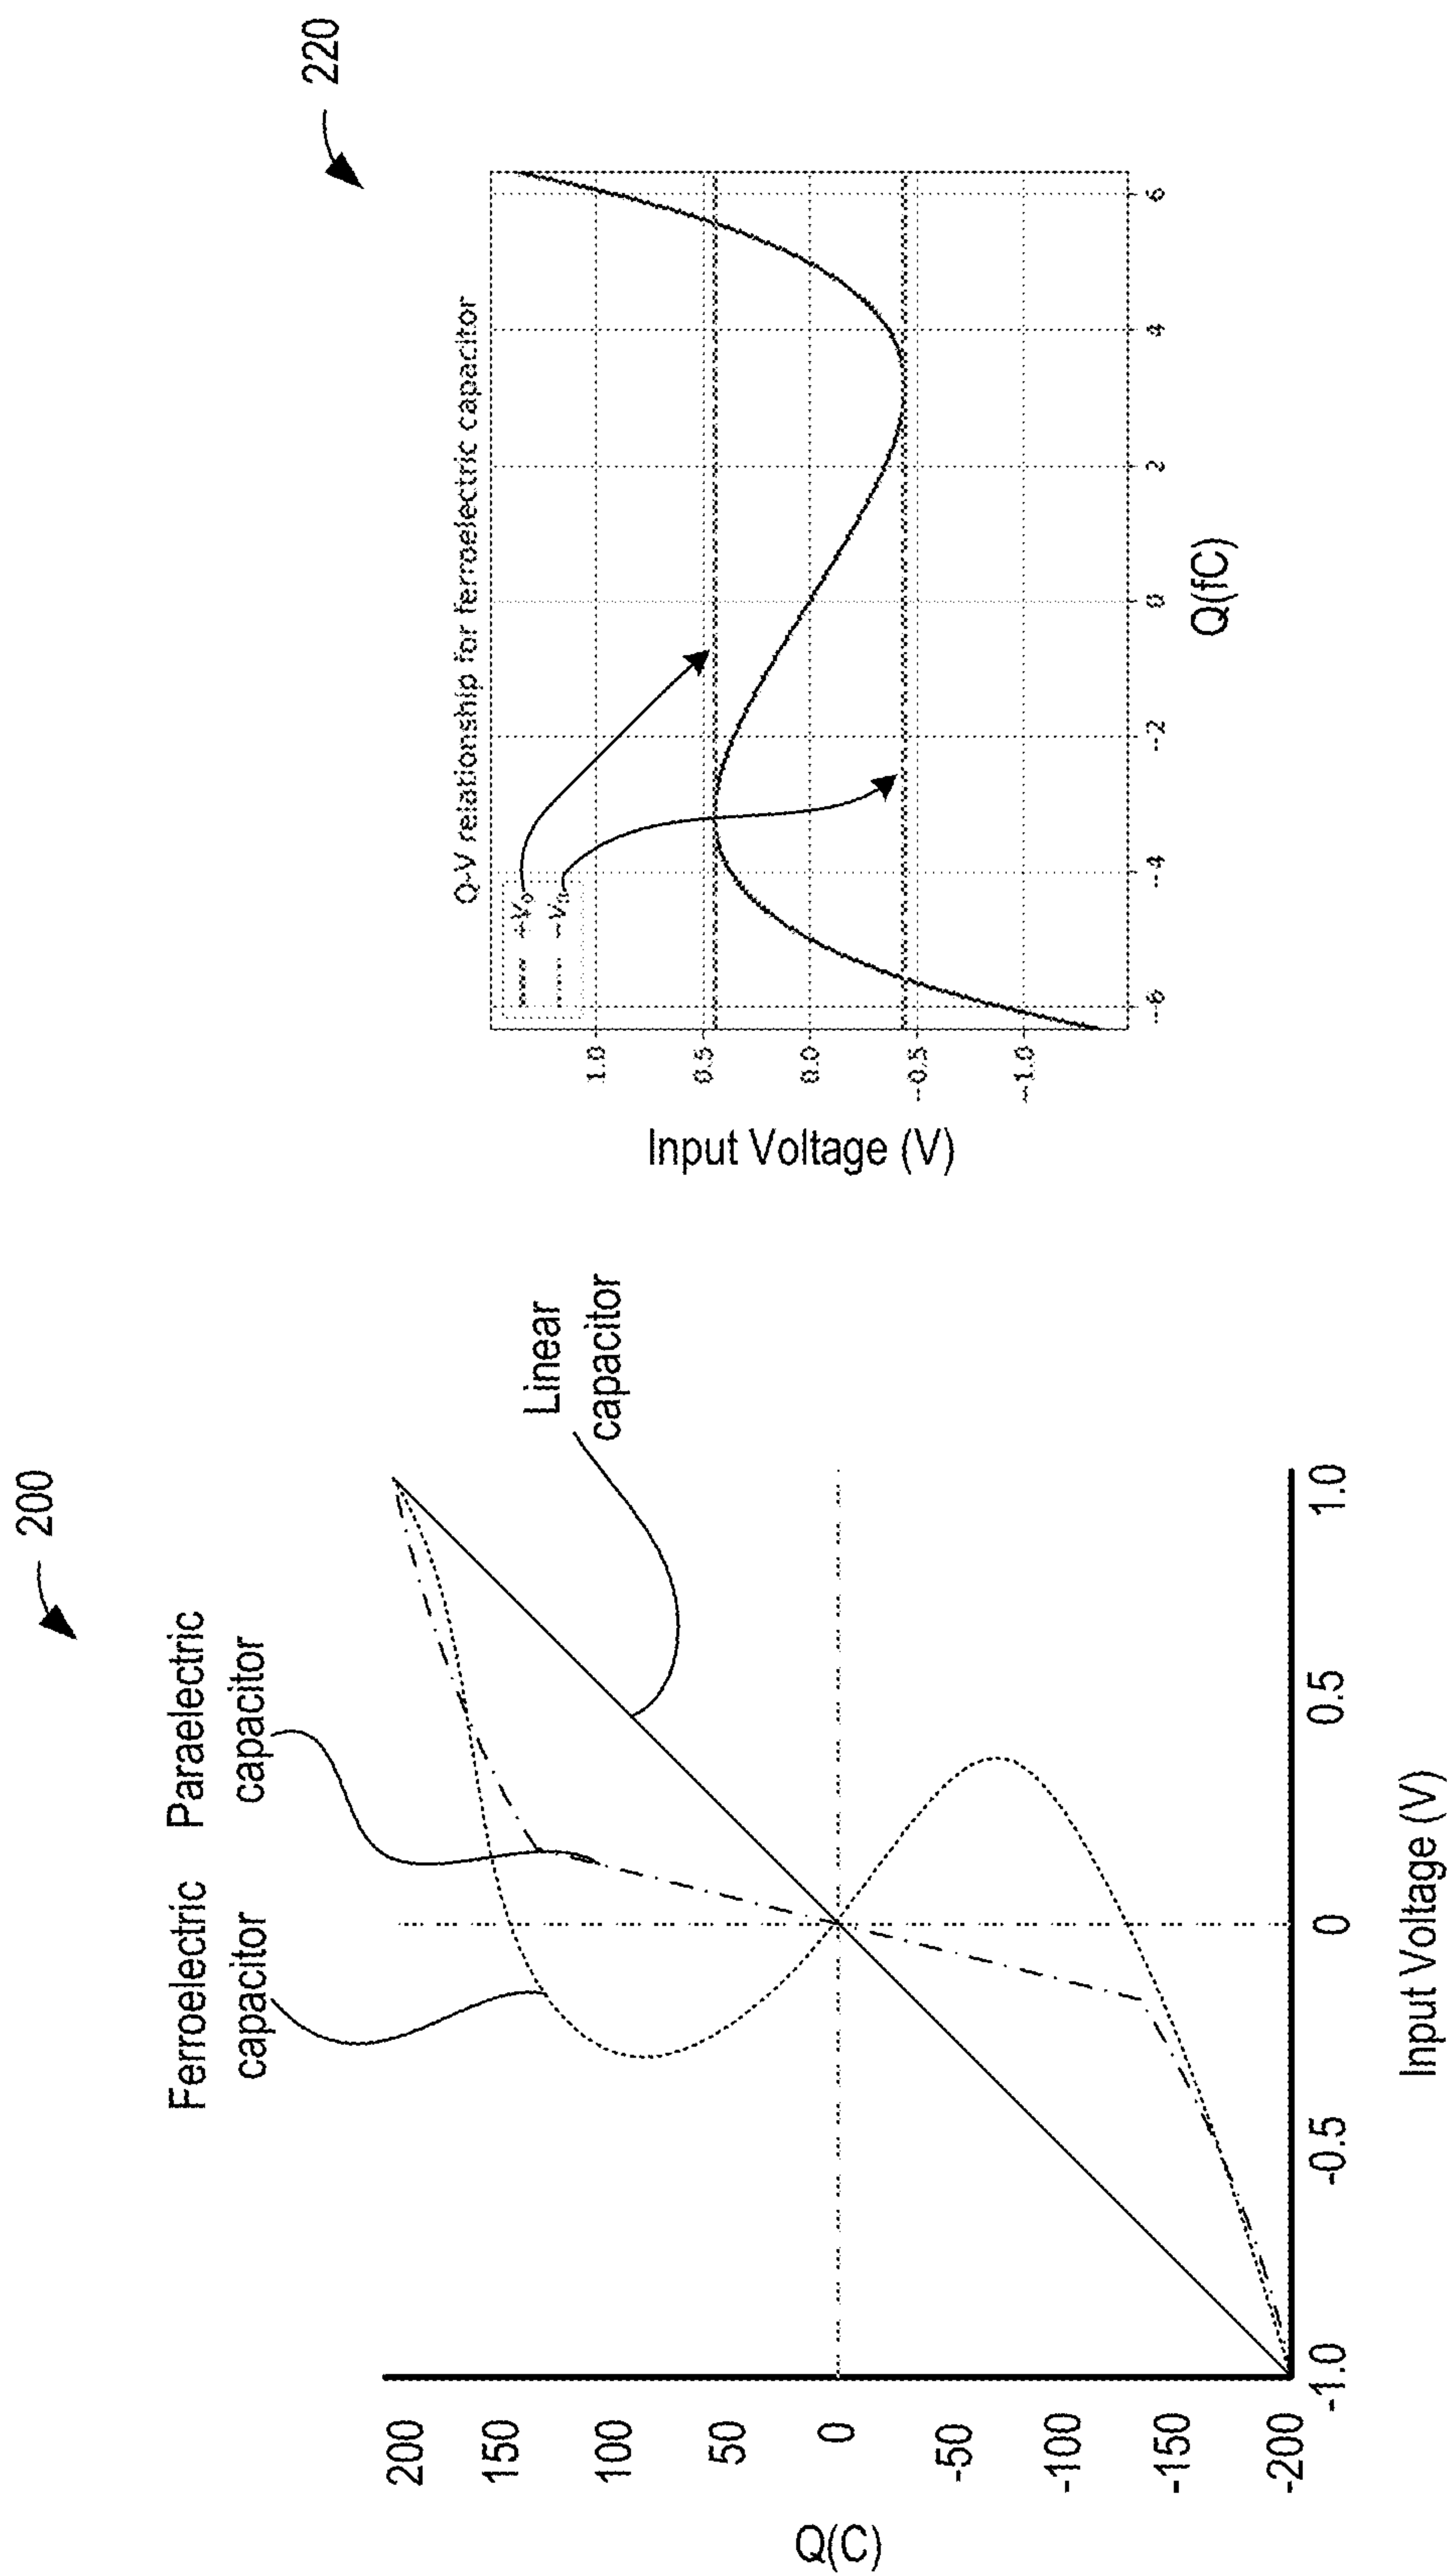 200
Ferroelectric
capacitor
Paraelectric
capacitor
Linear
capacitor
Q(C)
200
150
100
50
0
-50
-100
-150
-200
-1.0
-0.5
0
0.5
1.0
Input Voltage (V)
220
Q-V relationship for ferroelectric capacitor
+V₀
−V₀
Input Voltage (V)
1.0
0.5
0.0
−0.5
−1.0
−6
−4
−2
0
2
4
6
Q(fC)